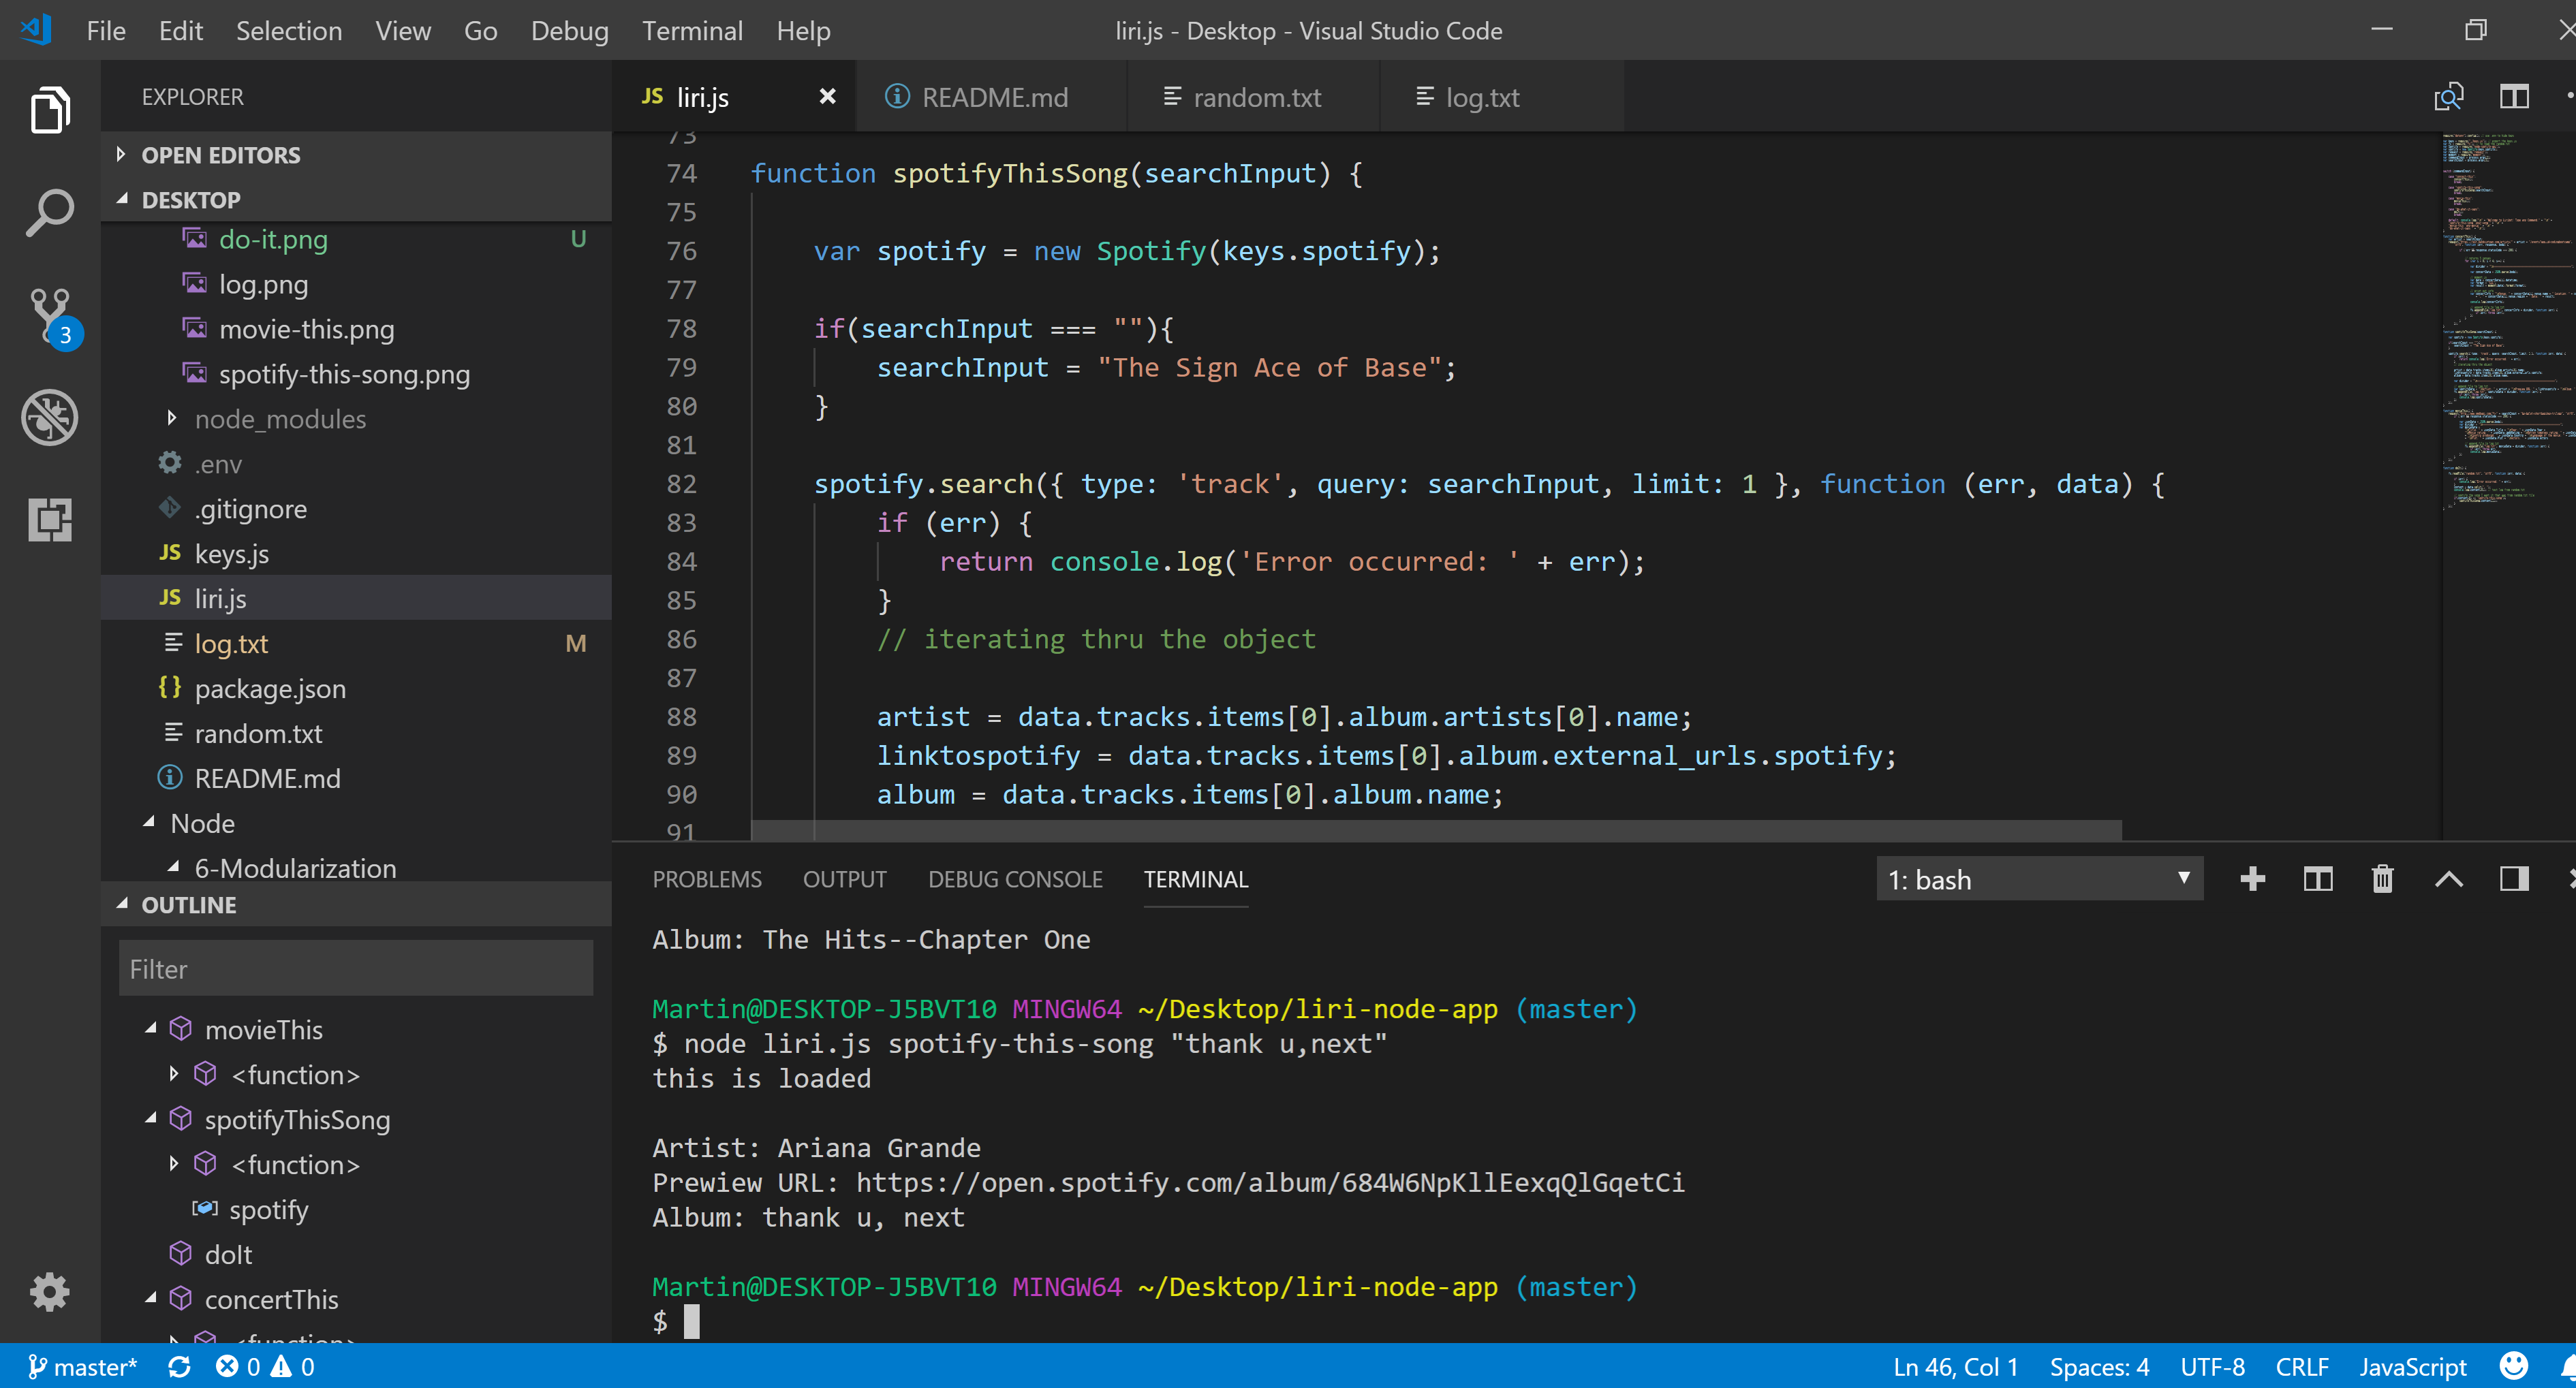 File Edit Selection View Go Debug Terminal Help
liri.js - Desktop - Visual Studio Code
EXPLORER
OPEN EDITORS
DESKTOP
do-it.png U
log.png
movie-this.png
spotify-this-song.png
node_modules
.env
.gitignore
JS keys.js
JS liri.js
log.txt M
{} package.json
random.txt
README.md
Node
6-Modularization
OUTLINE
Filter
movieThis
<function>
spotifyThisSong
<function>
spotify
doIt
concertThis
<function>
3
JS liri.js
README.md
random.txt
log.txt
73
74 function spotifyThisSong(searchInput) {
75
76 var spotify = new Spotify(keys.spotify);
77
78 if(searchInput === ""){
79 searchInput = "The Sign Ace of Base";
80 }
81
82 spotify.search({ type: 'track', query: searchInput, limit: 1 }, function (err, data) {
83 if (err) {
84 return console.log('Error occurred: ' + err);
85 }
86 // iterating thru the object
87
88 artist = data.tracks.items[0].album.artists[0].name;
89 linktospotify = data.tracks.items[0].album.external_urls.spotify;
90 album = data.tracks.items[0].album.name;
91
PROBLEMS OUTPUT DEBUG CONSOLE TERMINAL
1: bash
Album: The Hits--Chapter One
Martin@DESKTOP-J5BVT10 MINGW64 ~/Desktop/liri-node-app (master)
$ node liri.js spotify-this-song "thank u,next"
this is loaded
Artist: Ariana Grande
Prewiew URL: https://open.spotify.com/album/684W6NpKllEexqQlGqetCi
Album: thank u, next
Martin@DESKTOP-J5BVT10 MINGW64 ~/Desktop/liri-node-app (master)
$
master* 0 0
Ln 46, Col 1 Spaces: 4 UTF-8 CRLF JavaScript